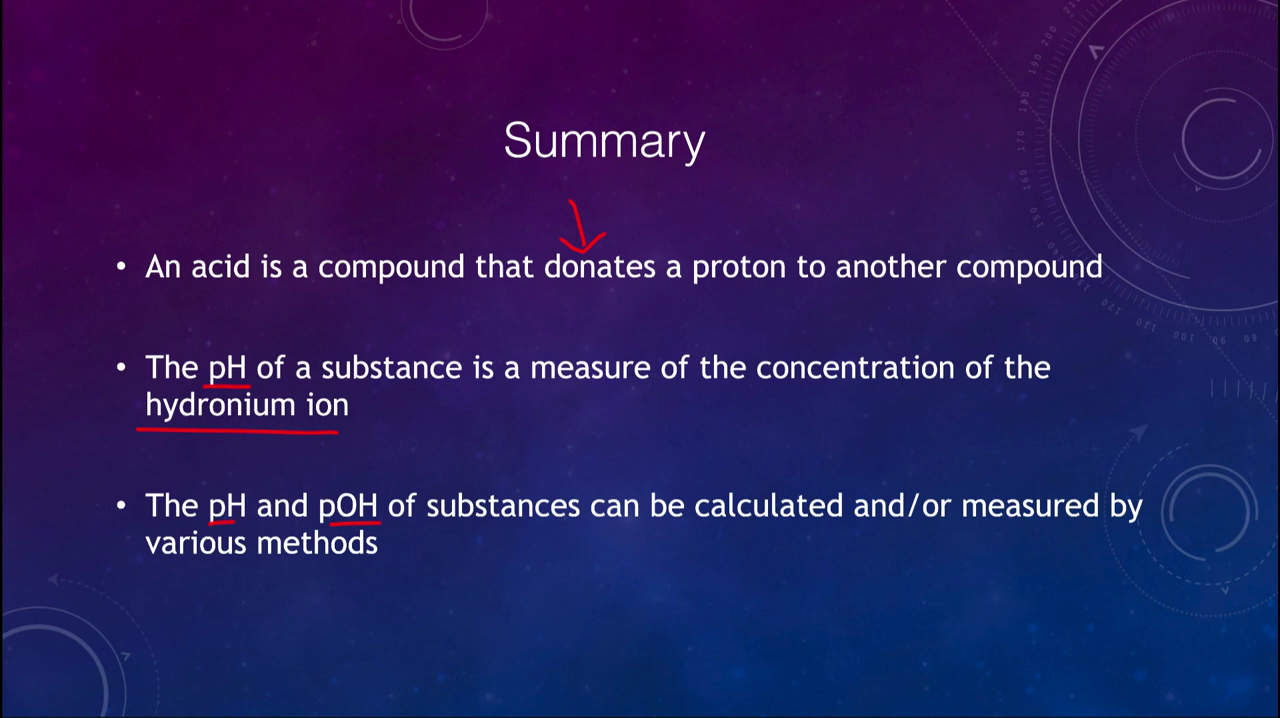 Summary
• An acid is a compound that donates a proton to another compound
• The pH of a substance is a measure of the concentration of the
hydronium ion
• The pH and pOH of substances can be calculated and/or measured by
various methods